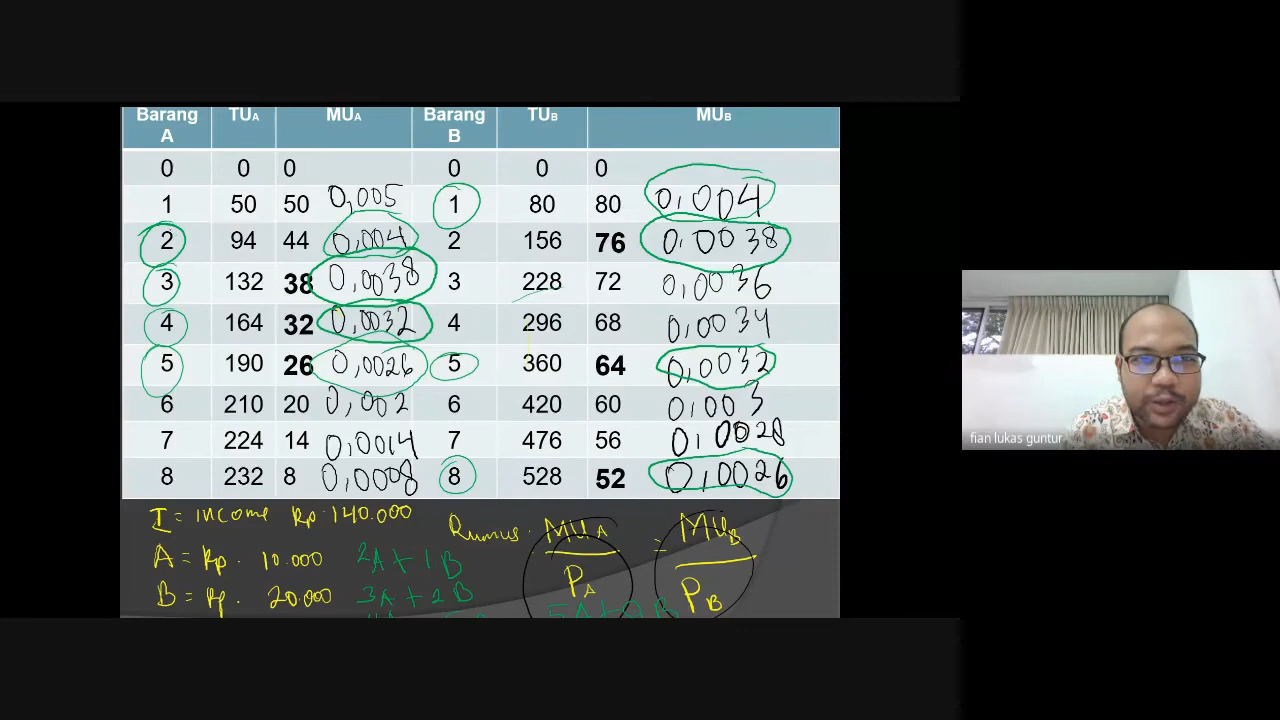 Barang A TUA MUA Barang B TUB MUB
0 0 0 0 0 0
1 50 50 0,005 1 80 80 0,004
2 94 44 0,004 2 156 76 0,0038
3 132 38 0,0038 3 228 72 0,0036
4 164 32 0,0032 4 296 68 0,0034
5 190 26 0,0026 5 360 64 0,0032
6 210 20 0,002 6 420 60 0,003
7 224 14 0,0014 7 476 56 0,0028
8 232 8 0,0008 8 528 52 0,0026
I = income Rp. 140.000
A = Rp. 10.000 2A + 1B
B = Rp. 20.000 3A + 2B
Rumus. MUA = MUB
PA PB
fian lukas guntur